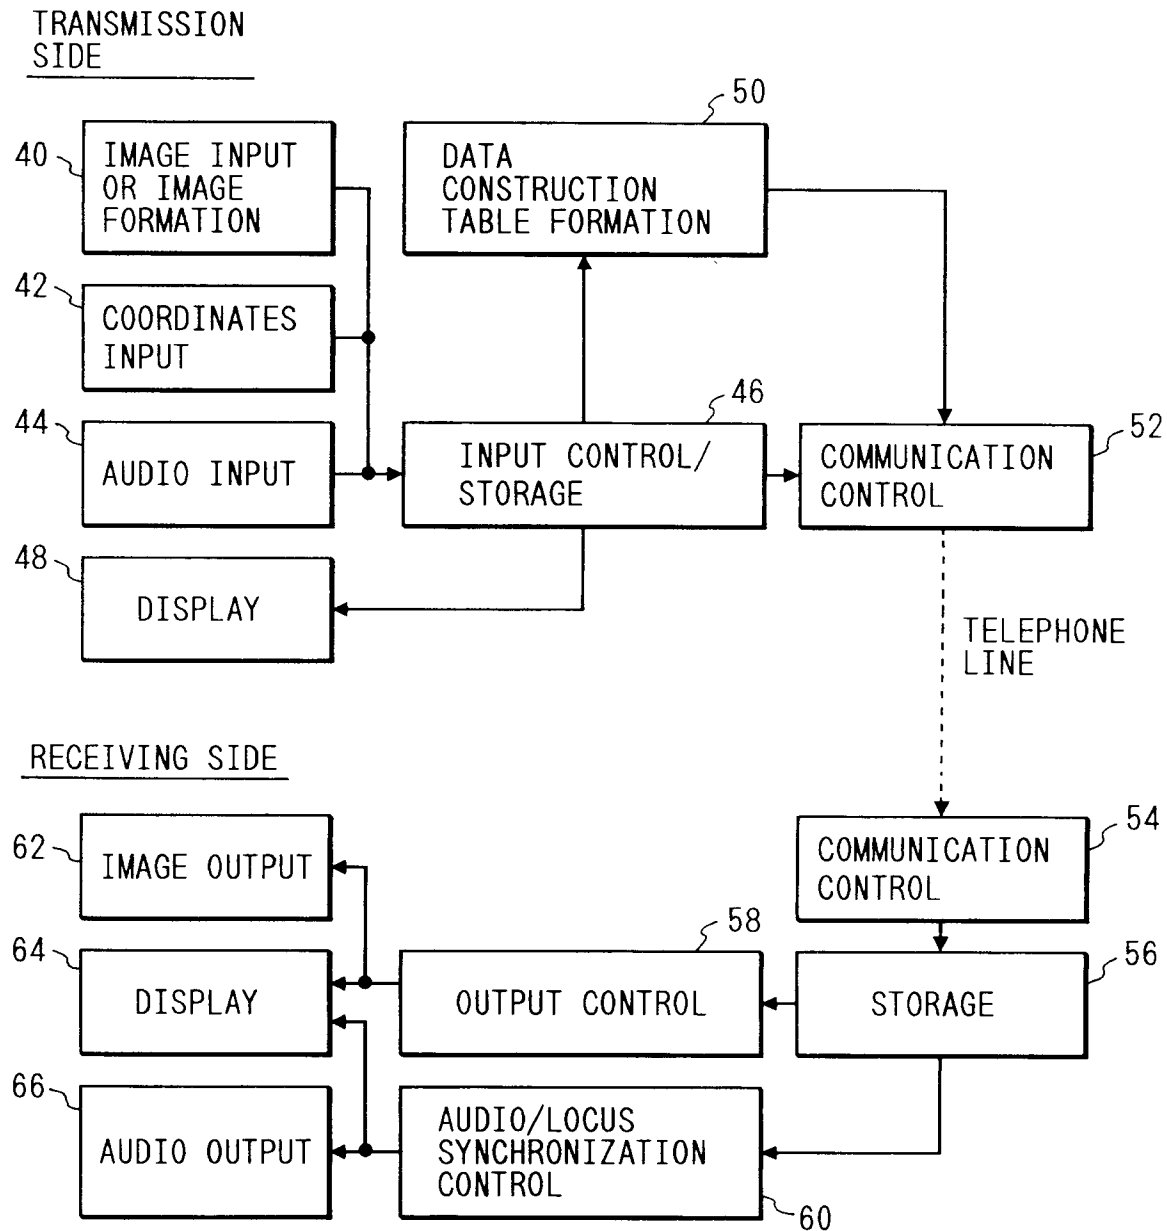 TRANSMISSION
SIDE
50
40
IMAGE INPUT
OR IMAGE
FORMATION
DATA
CONSTRUCTION
TABLE FORMATION
42
COORDINATES
INPUT
44
AUDIO INPUT
46
INPUT CONTROL/
STORAGE
52
COMMUNICATION
CONTROL
48
DISPLAY
TELEPHONE
LINE
RECEIVING SIDE
62
IMAGE OUTPUT
54
COMMUNICATION
CONTROL
64
DISPLAY
58
OUTPUT CONTROL
56
STORAGE
66
AUDIO OUTPUT
AUDIO/LOCUS
SYNCHRONIZATION
CONTROL
60